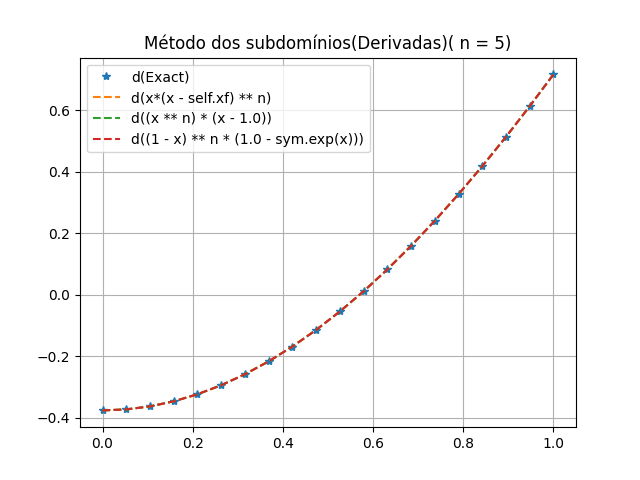 Método dos subdomínios(Derivadas)( n = 5)
d(Exact)
d(x*(x - self.xf) ** n)
d((x ** n) * (x - 1.0))
d((1 - x) ** n * (1.0 - sym.exp(x)))
0.6
0.4
0.2
0.0
−0.2
−0.4
0.0 0.2 0.4 0.6 0.8 1.0